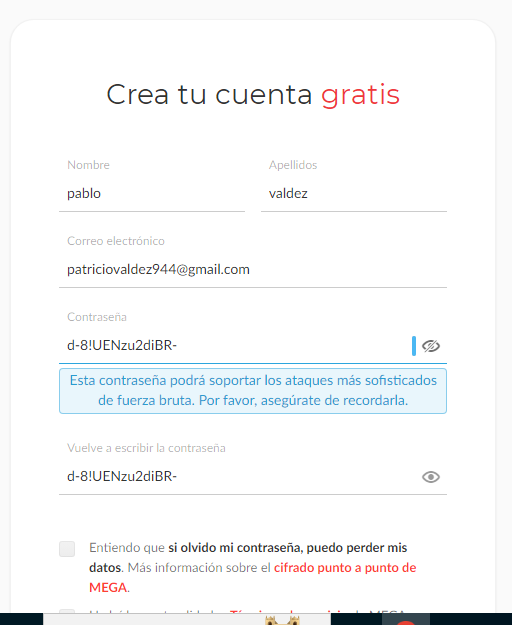 Crea tu cuenta gratis
Nombre
Apellidos
pablo
valdez
Correo electrónico
patriciovaldez944@gmail.com
Contraseña
d-8!UENzu2diBR-
Esta contraseña podrá soportar los ataques más sofisticados
de fuerza bruta. Por favor, asegúrate de recordarla.
Vuelve a escribir la contraseña
d-8!UENzu2diBR-
Entiendo que si olvido mi contraseña, puedo perder mis
datos. Más información sobre el cifrado punto a punto de
MEGA.